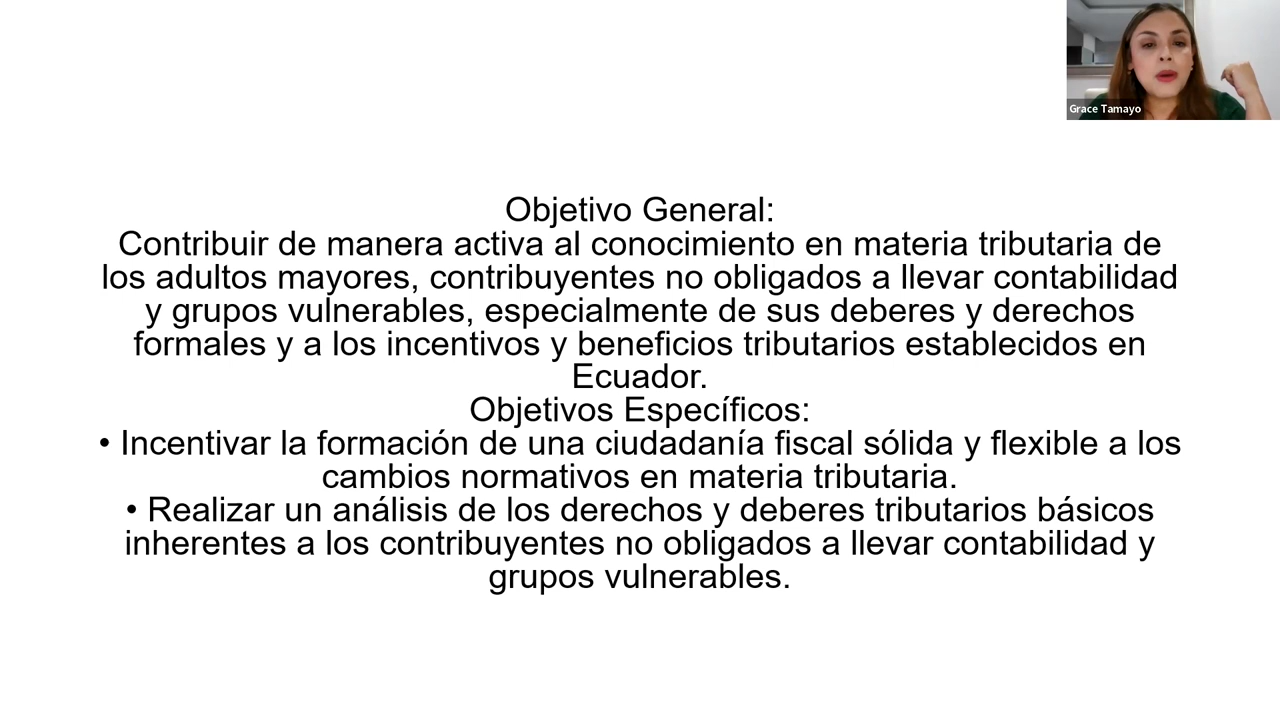 Grace Tamayo
Objetivo General:
Contribuir de manera activa al conocimiento en materia tributaria de
los adultos mayores, contribuyentes no obligados a llevar contabilidad
y grupos vulnerables, especialmente de sus deberes y derechos
formales y a los incentivos y beneficios tributarios establecidos en
Ecuador.
Objetivos Específicos:
• Incentivar la formación de una ciudadanía fiscal sólida y flexible a los
cambios normativos en materia tributaria.
• Realizar un análisis de los derechos y deberes tributarios básicos
inherentes a los contribuyentes no obligados a llevar contabilidad y
grupos vulnerables.